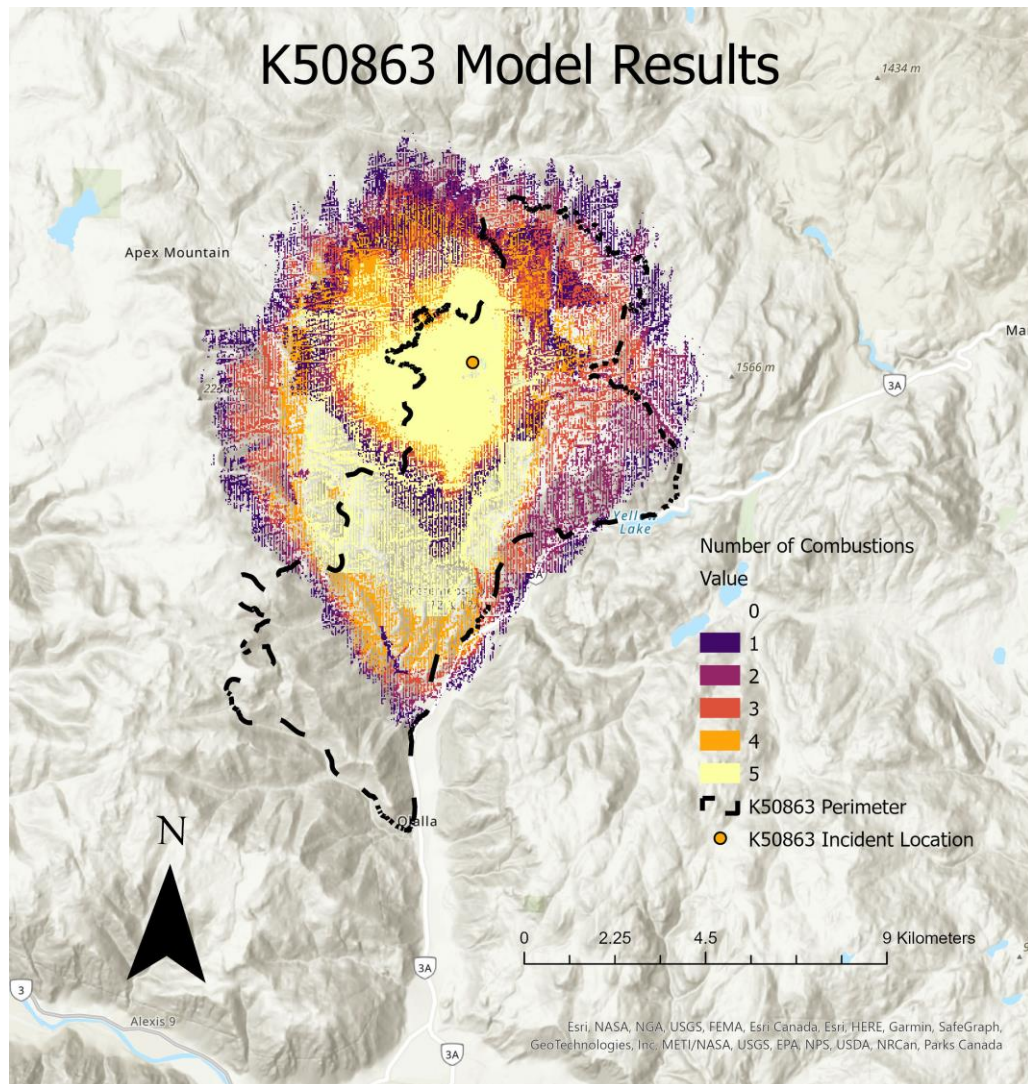 K50863 Model Results
1434 m
Apex Mountain
Ma
3A
1566 m
Yellow
Lake
3A
Number of Combustions
Value
0
1
2
3
4
5
K50863 Perimeter
K50863 Incident Location
Olalla
N
0 2.25 4.5 9 Kilometers
3A
3
Alexis 9
3A
Esri, NASA, NGA, USGS, FEMA, Esri Canada, Esri, HERE, Garmin, SafeGraph,
GeoTechnologies, Inc, METI/NASA, USGS, EPA, NPS, USDA, NRCan, Parks Canada